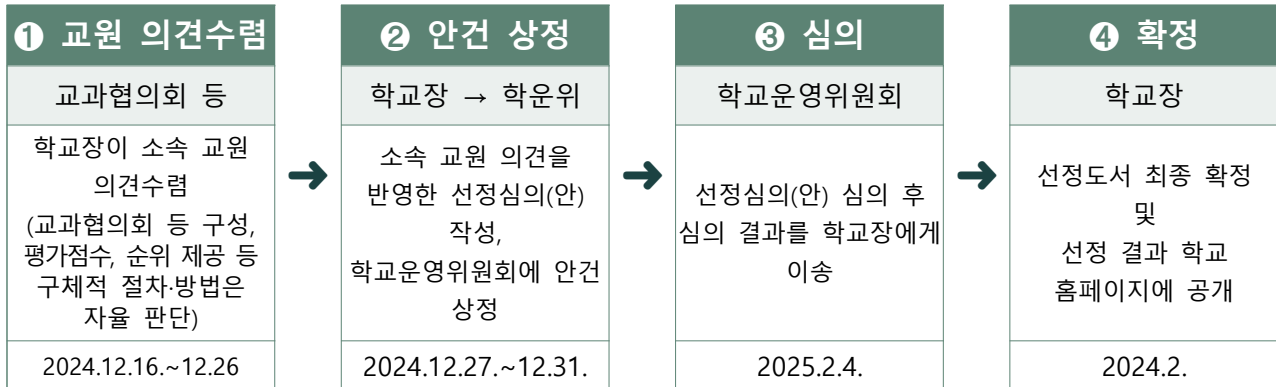 ❶ 교원 의견수렴
교과협의회 등
학교장이 소속 교원
의견수렴
(교과협의회 등 구성,
평가점수, 순위 제공 등
구체적 절차·방법은
자율 판단)
2024.12.16.~12.26
➜
❷ 안건 상정
학교장 → 학운위
소속 교원 의견을
반영한 선정심의(안)
작성,
학교운영위원회에 안건
상정
2024.12.27.~12.31.
➜
❸ 심의
학교운영위원회
선정심의(안) 심의 후
심의 결과를 학교장에게
이송
2025.2.4.
➜
❹ 확정
학교장
선정도서 최종 확정
및
선정 결과 학교
홈페이지에 공개
2024.2.